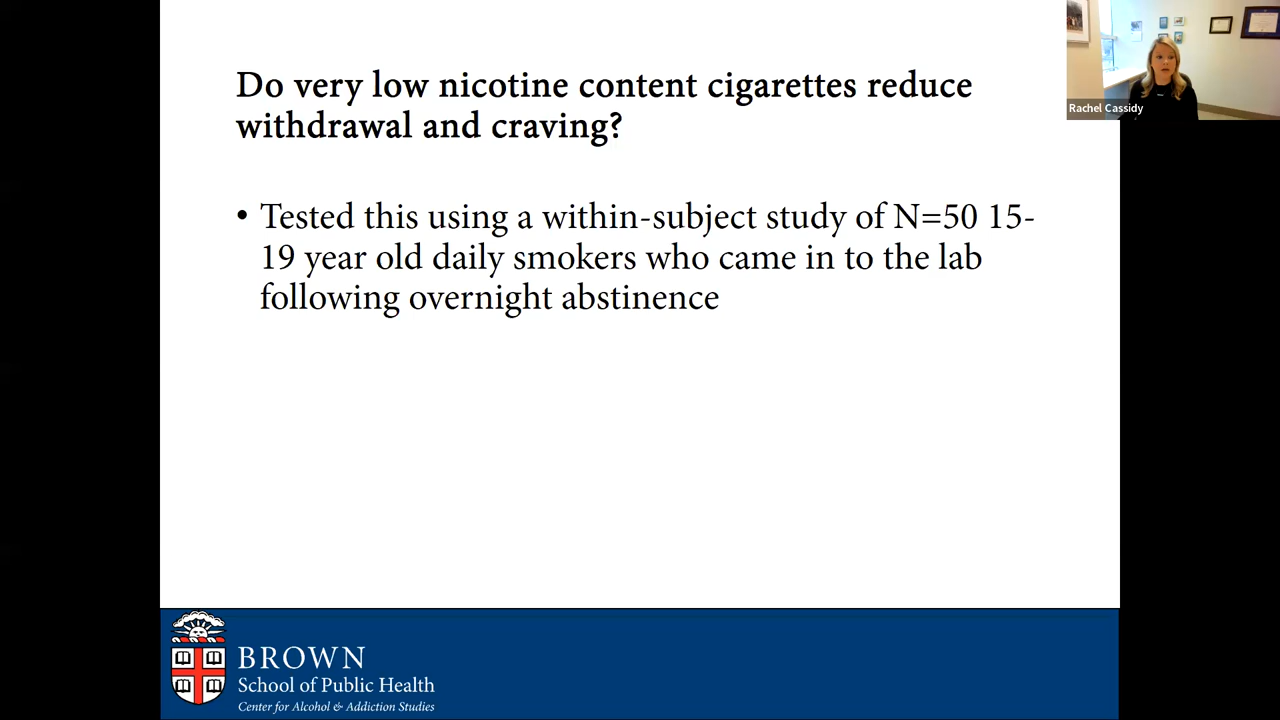 Do very low nicotine content cigarettes reduce
withdrawal and craving?
• Tested this using a within-subject study of N=50 15-
19 year old daily smokers who came in to the lab
following overnight abstinence
Rachel Cassidy
BROWN
School of Public Health
Center for Alcohol & Addiction Studies